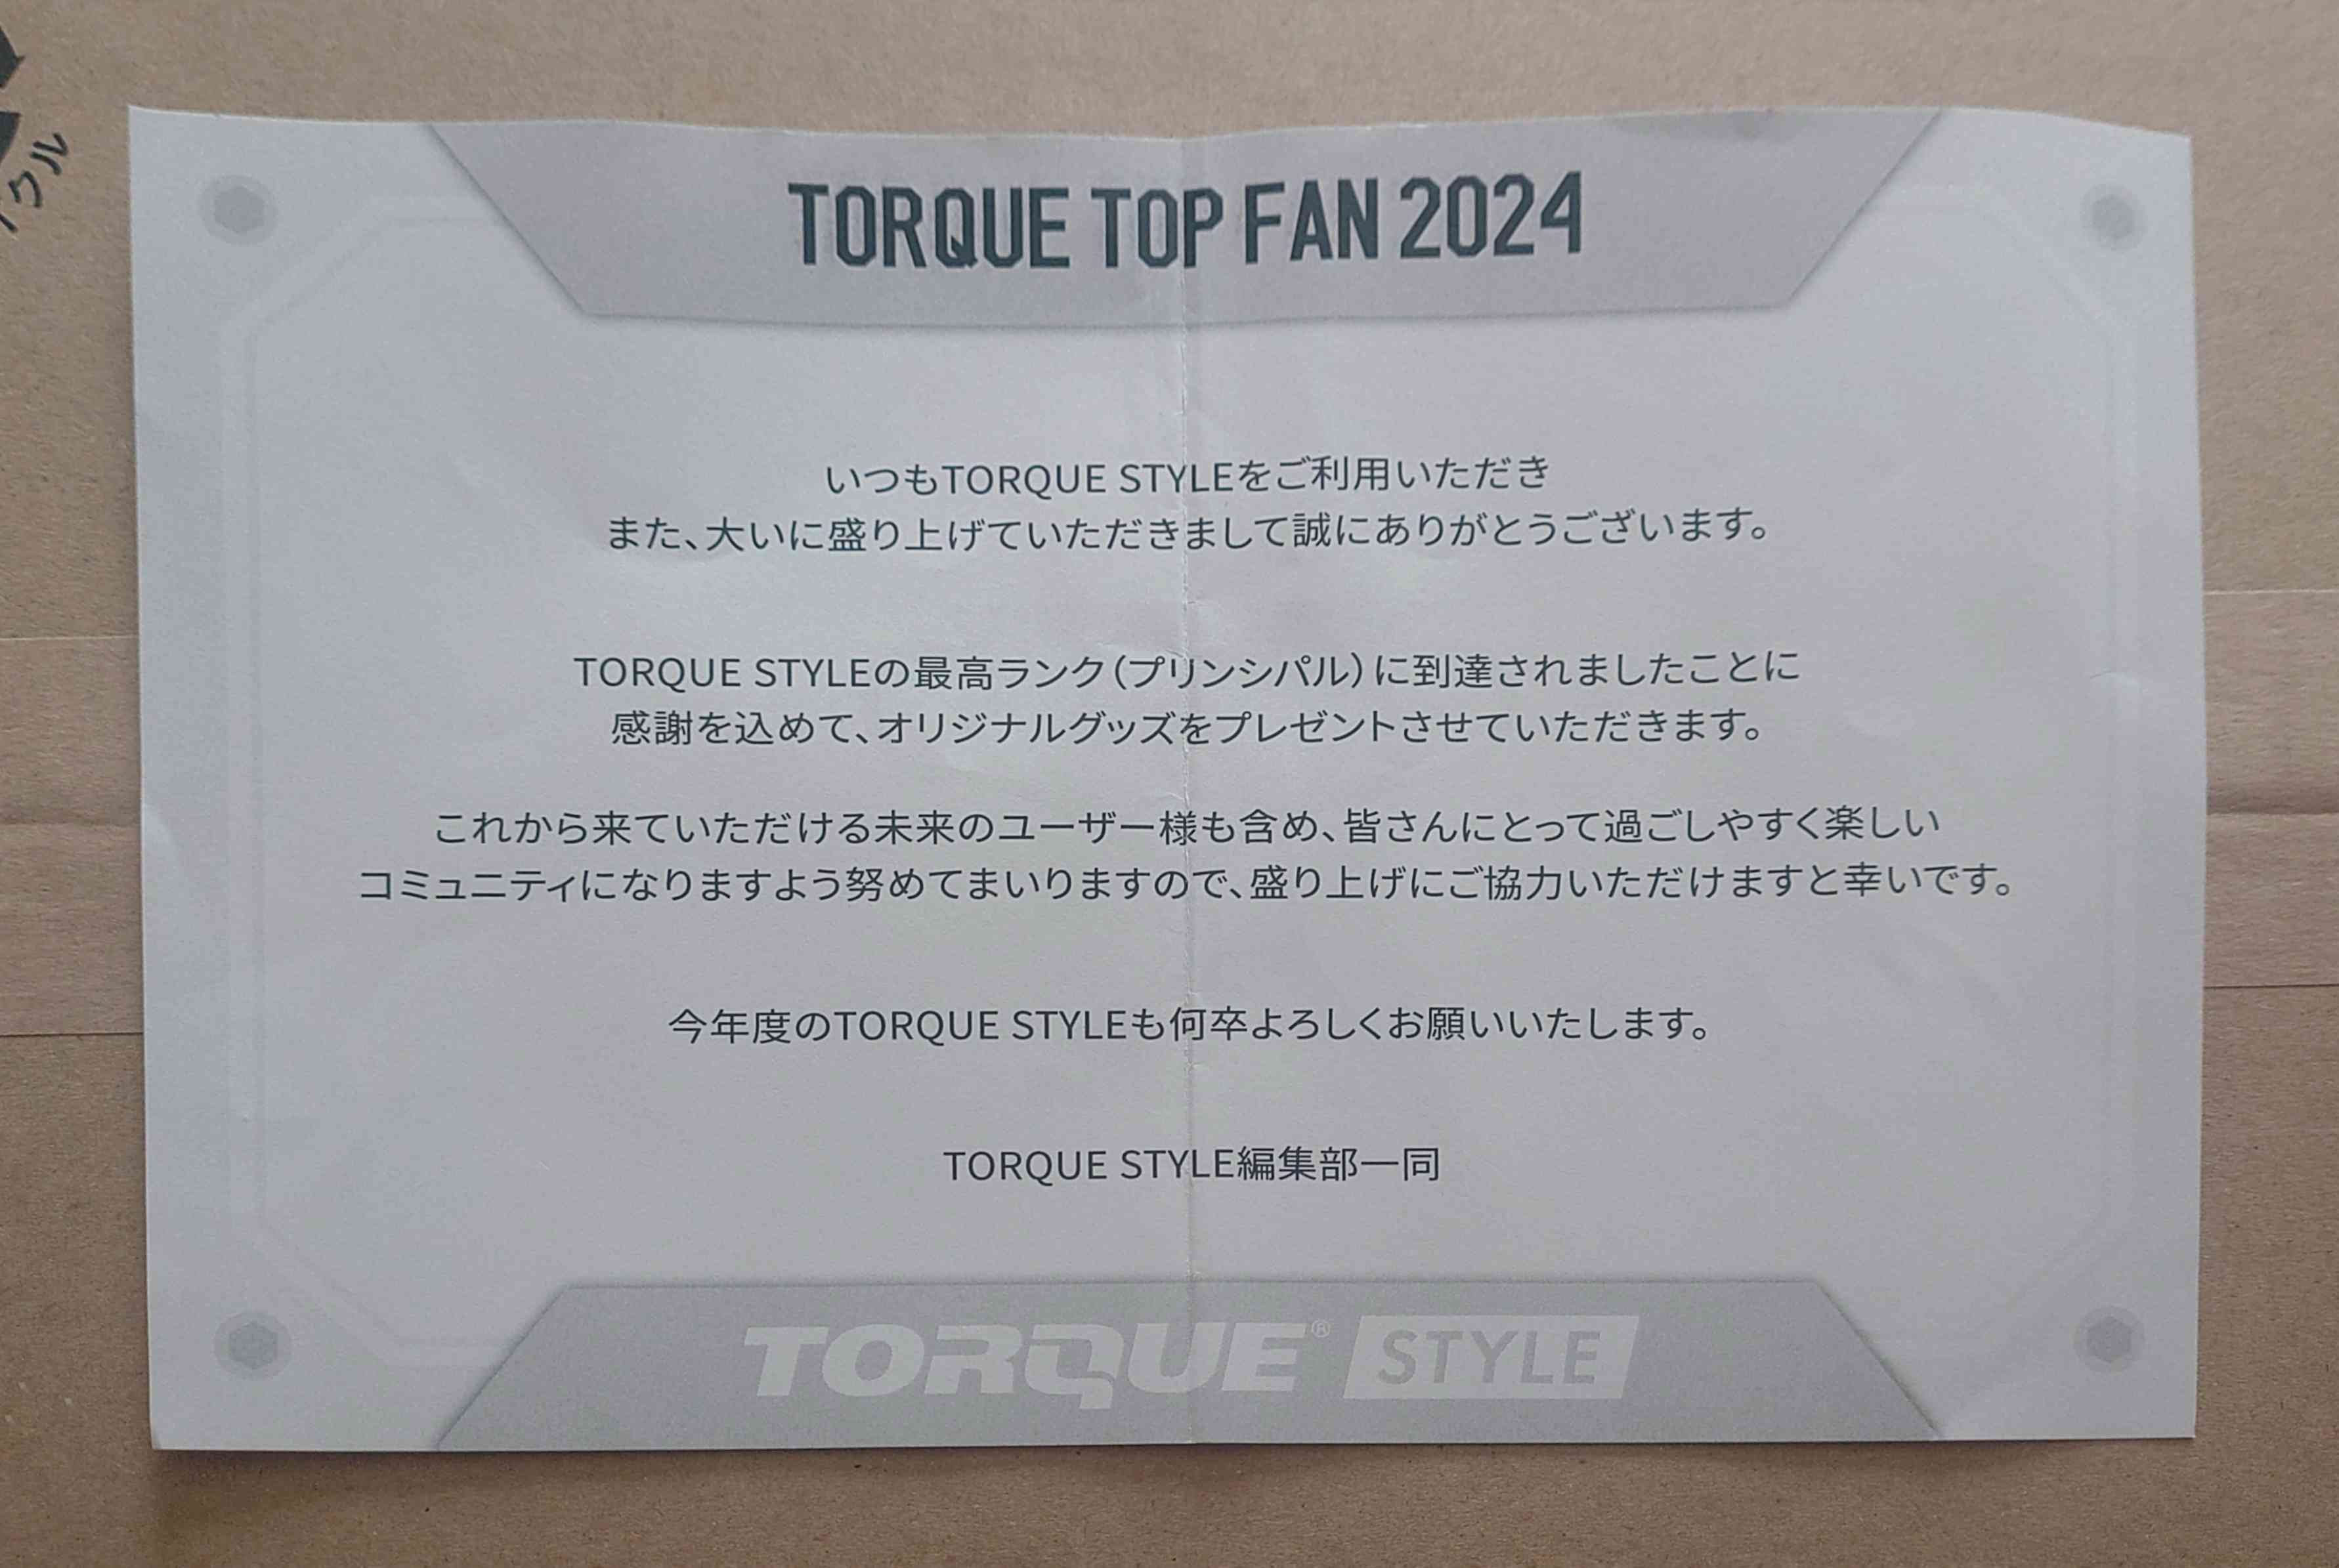 TORQUE TOP FAN 2024
いつもTORQUE STYLEをご利用いただき
また、大いに盛り上げていただきまして誠にありがとうございます。
TORQUE STYLEの最高ランク(プリンシパル)に到達されましたことに
感謝を込めて、オリジナルグッズをプレゼントさせていただきます。
これから来ていただける未来のユーザー様も含め、皆さんにとって過ごしやすく楽しい
コミュニティになりますよう努めてまいりますので、盛り上げにご協力いただけますと幸いです。
今年度のTORQUE STYLEも何卒よろしくお願いいたします。
TORQUE STYLE編集部一同
TORQUE® STYLE